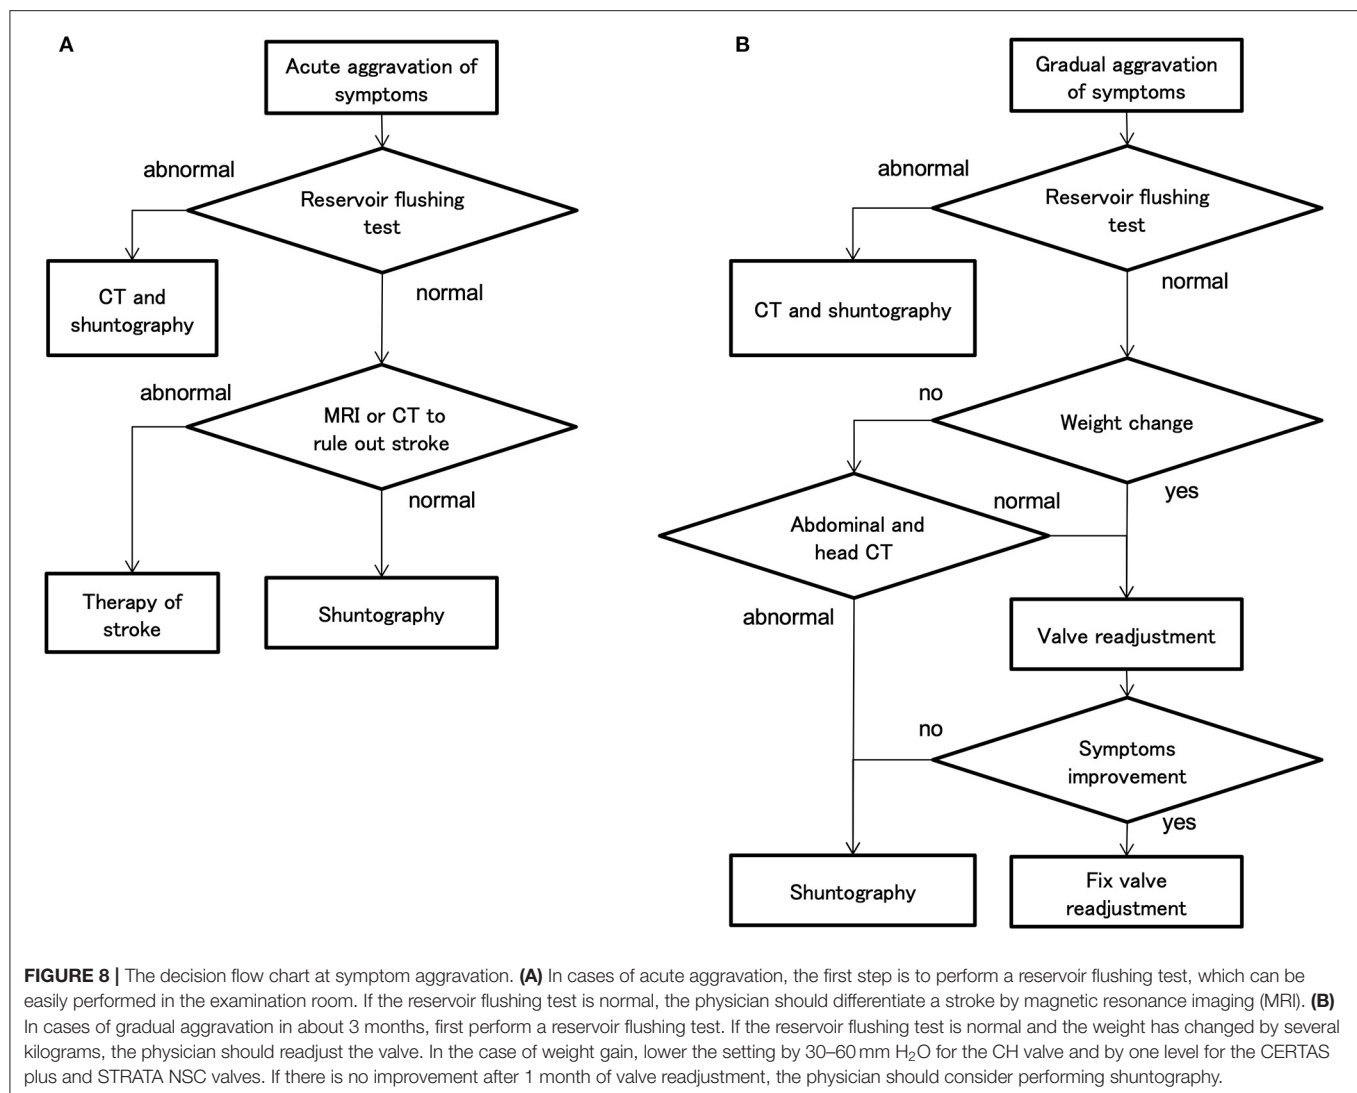 A
Acute aggravation of
symptoms
abnormal
Reservoir flushing
test
CT and
shuntography
normal
abnormal
MRI or CT to
rule out stroke
normal
Therapy of
stroke
Shuntography
B
Gradual aggravation
of symptoms
abnormal
Reservoir flushing
test
CT and shuntography
normal
no
Weight change
yes
normal
Abdominal and
head CT
abnormal
Valve readjustment
no
Symptoms
improvement
yes
Shuntography
Fix valve
readjustment
FIGURE 8 | The decision flow chart at symptom aggravation. (A) In cases of acute aggravation, the first step is to perform a reservoir flushing test, which can be
easily performed in the examination room. If the reservoir flushing test is normal, the physician should differentiate a stroke by magnetic resonance imaging (MRI). (B)
In cases of gradual aggravation in about 3 months, first perform a reservoir flushing test. If the reservoir flushing test is normal and the weight has changed by several
kilograms, the physician should readjust the valve. In the case of weight gain, lower the setting by 30–60 mm H₂O for the CH valve and by one level for the CERTAS
plus and STRATA NSC valves. If there is no improvement after 1 month of valve readjustment, the physician should consider performing shuntography.